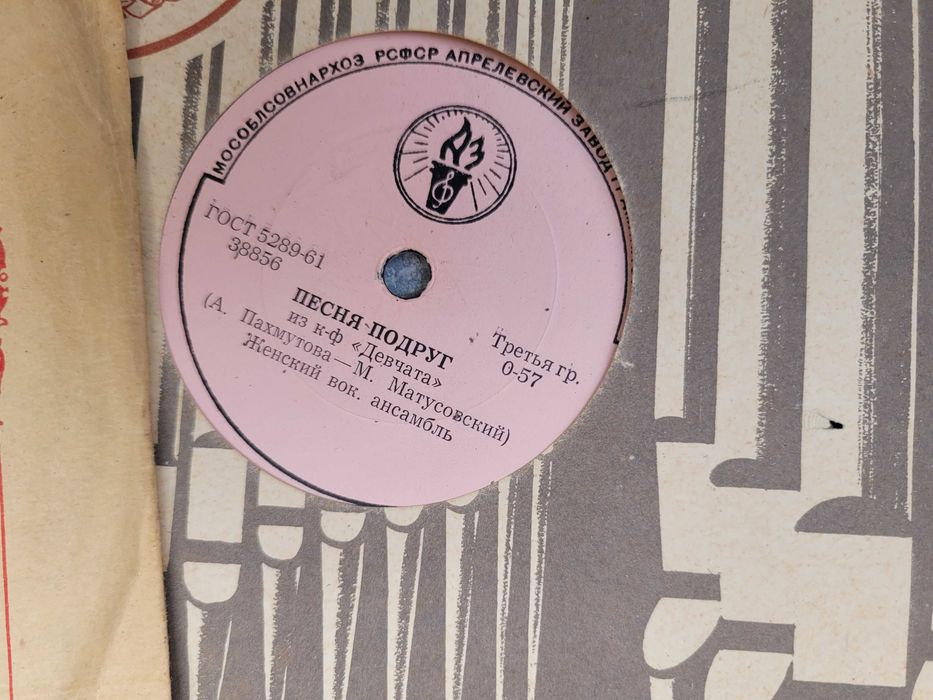 МОСОБЛСОВНАРХОЗ РСФСР АПРЕЛЕВСКИЙ ЗАВОД
АЗ
ГОСТ 5289-61
38856
ПЕСНЯ ПОДРУГ
из к-ф «Девчата»
(А. Пахмутова—М. Матусовский)
Женский вок. ансамбль
Третья гр.
0-57